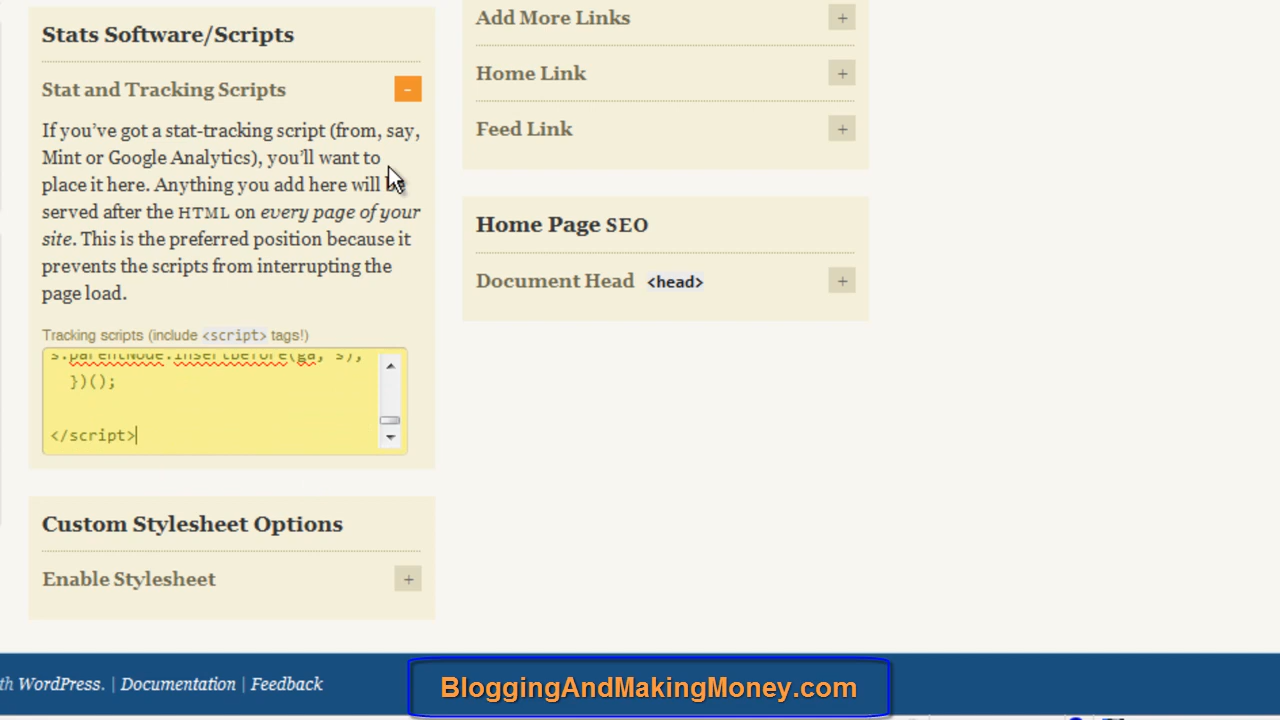 Stats Software/Scripts
Stat and Tracking Scripts
-
If you've got a stat-tracking script (from, say,
Mint or Google Analytics), you'll want to
place it here. Anything you add here will be
served after the HTML on every page of your
site. This is the preferred position because it
prevents the scripts from interrupting the
page load.
Tracking scripts (include <script> tags!)
s.parentNode.insertBefore(ga, s);
})();
</script>
Custom Stylesheet Options
Enable Stylesheet
+
Add More Links
+
Home Link
+
Feed Link
+
Home Page SEO
Document Head <head>
+
WordPress. | Documentation | Feedback
BloggingAndMakingMoney.com